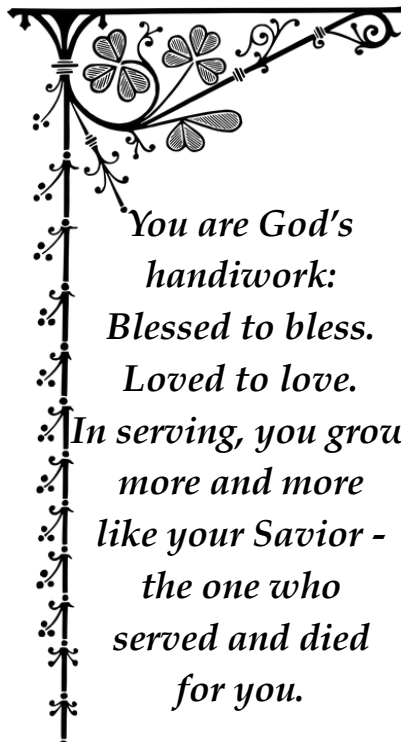 You are God’s
handiwork:
Blessed to bless.
Loved to love.
In serving, you grow
more and more
like your Savior -
the one who
served and died
for you.